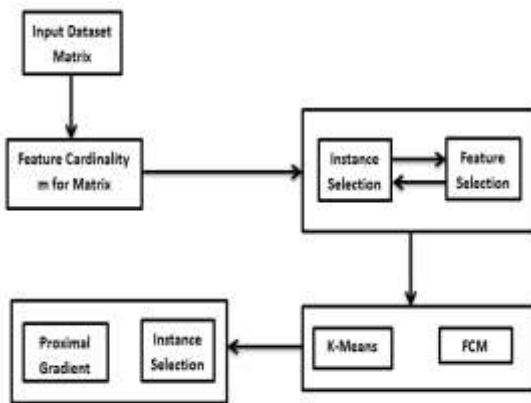 Input Dataset
Matrix
Feature Cardinality
m for Matrix
Instance
Selection
Feature
Selection
K-Means
FCM
Proximal
Gradient
Instance
Selection